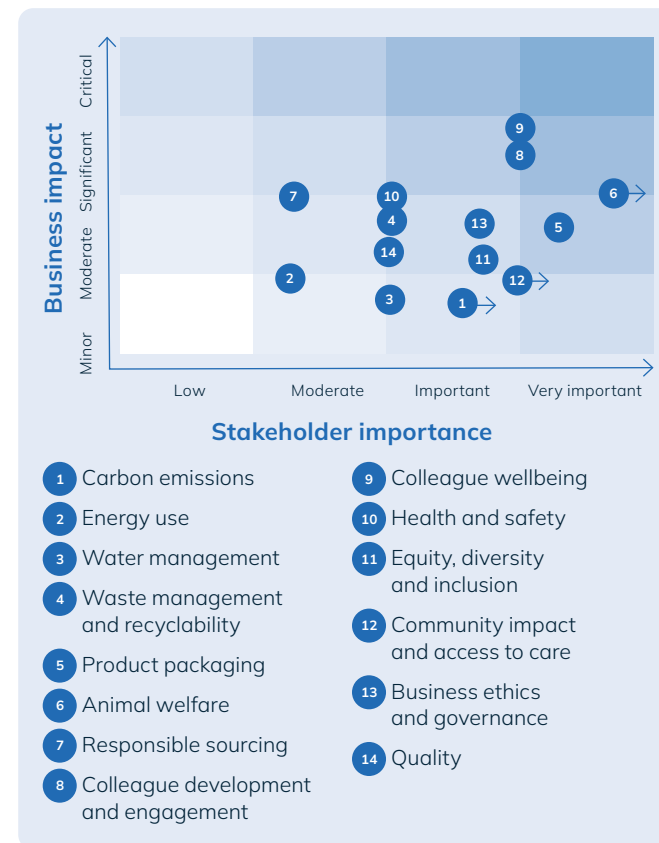 Business impact
Critical
Significant
Moderate
Minor
9
8
7
10
6
4
13
5
14
11
2
12
3
1
Low
Moderate
Important
Very important
Stakeholder importance
1 Carbon emissions
2 Energy use
3 Water management
4 Waste management
and recyclability
5 Product packaging
6 Animal welfare
7 Responsible sourcing
8 Colleague development
and engagement
9 Colleague wellbeing
10 Health and safety
11 Equity, diversity
and inclusion
12 Community impact
and access to care
13 Business ethics
and governance
14 Quality